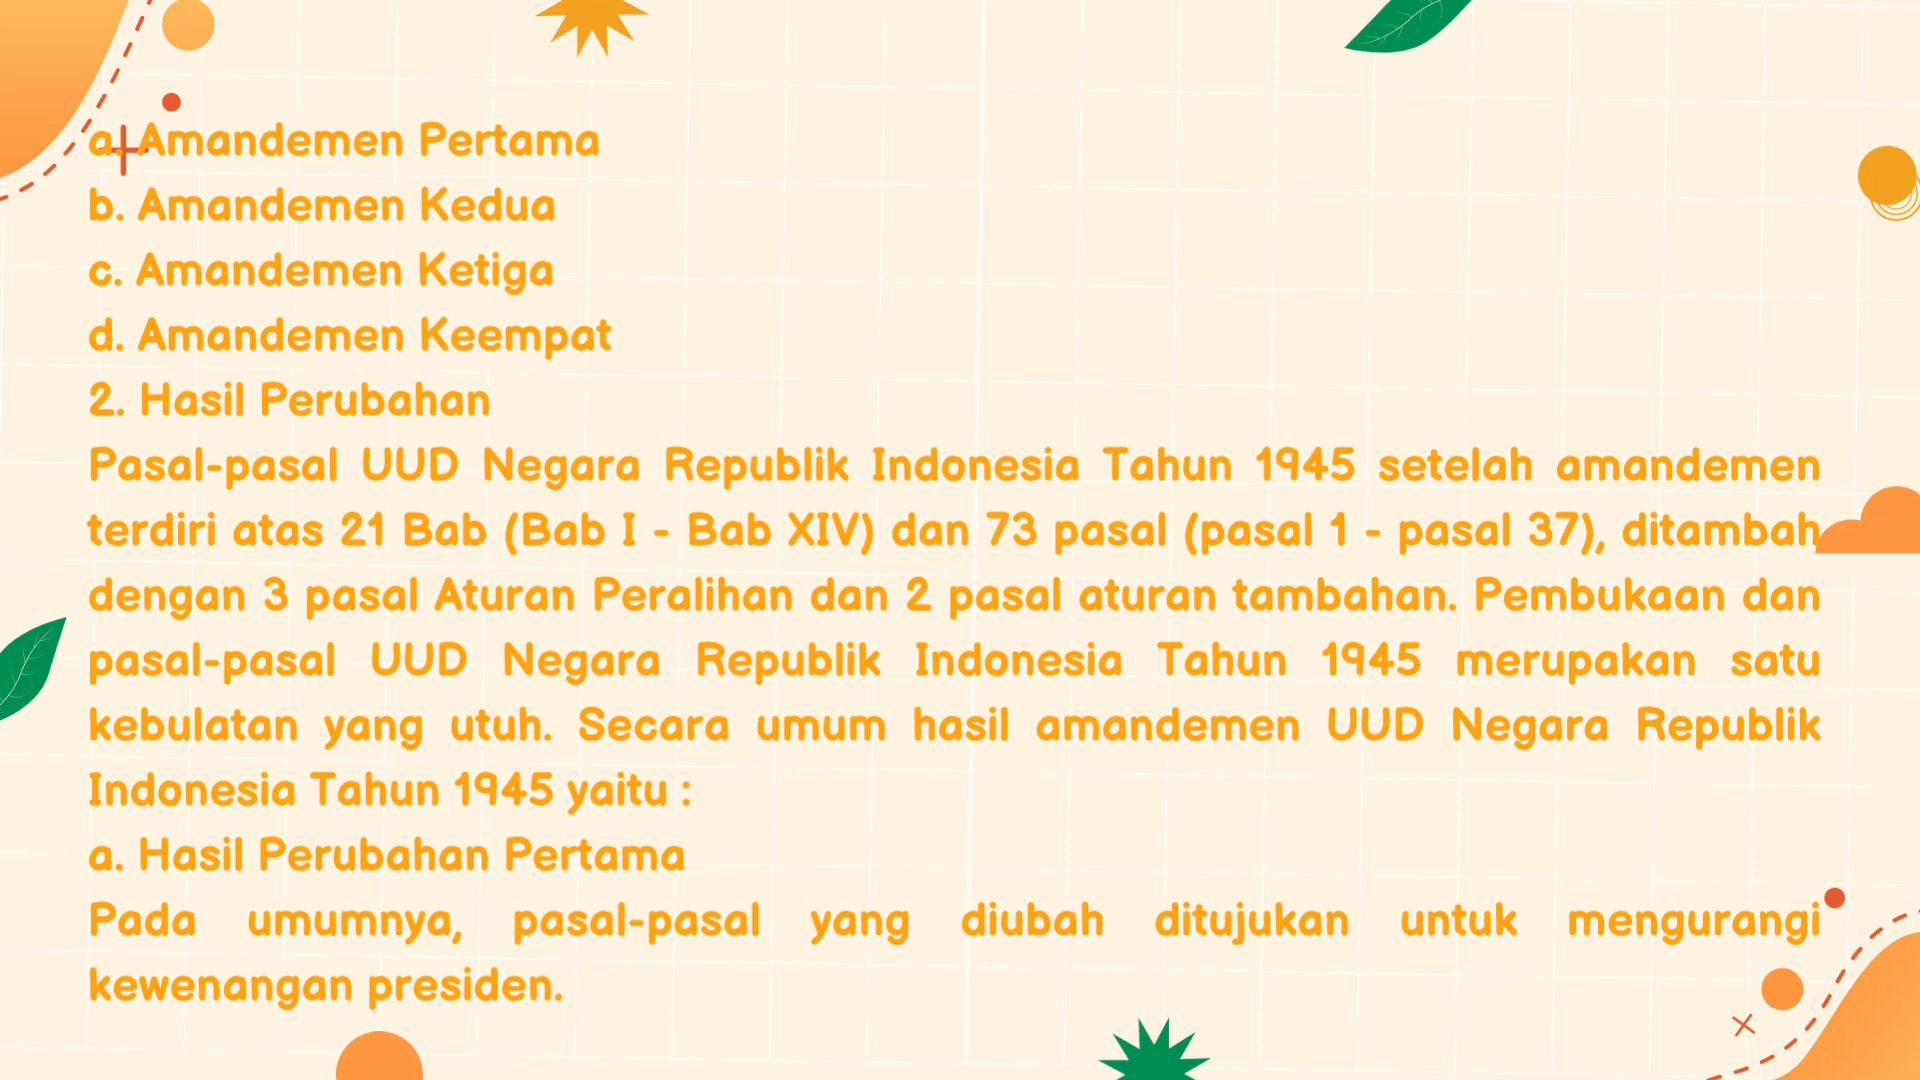 a. Amandemen Pertama
b. Amandemen Kedua
c. Amandemen Ketiga
d. Amandemen Keempat
2. Hasil Perubahan
Pasal-pasal UUD Negara Republik Indonesia Tahun 1945 setelah amandemen
terdiri atas 21 Bab (Bab I - Bab XIV) dan 73 pasal (pasal 1 - pasal 37), ditambah
dengan 3 pasal Aturan Peralihan dan 2 pasal aturan tambahan. Pembukaan dan
pasal-pasal UUD Negara Republik Indonesia Tahun 1945 merupakan satu
kebulatan yang utuh. Secara umum hasil amandemen UUD Negara Republik
Indonesia Tahun 1945 yaitu :
a. Hasil Perubahan Pertama
Pada umumnya, pasal-pasal yang diubah ditujukan untuk mengurangi
kewenangan presiden.